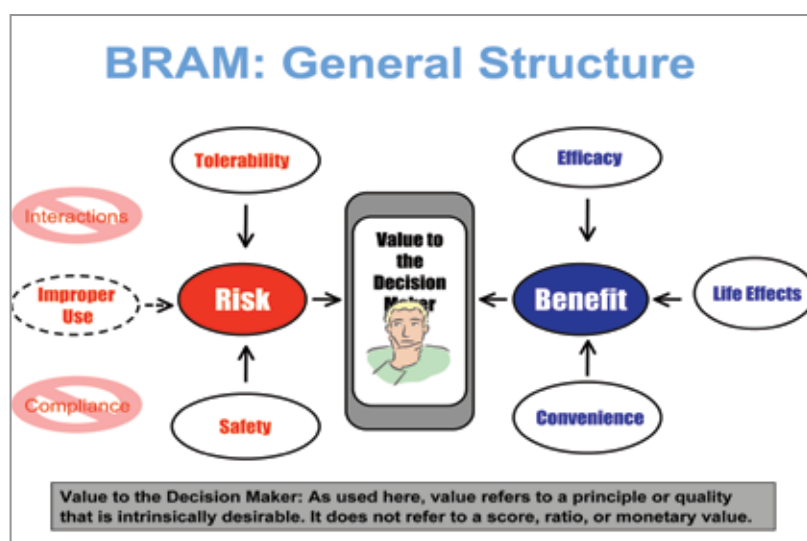 BRAM: General Structure
Tolerability
Efficacy
Interactions
Value to
the
Decision
Maker
Improper
Use
Risk
Benefit
Life Effects
Compliance
Safety
Convenience
Value to the Decision Maker: As used here, value refers to a principle or quality
that is intrinsically desirable. It does not refer to a score, ratio, or monetary value.